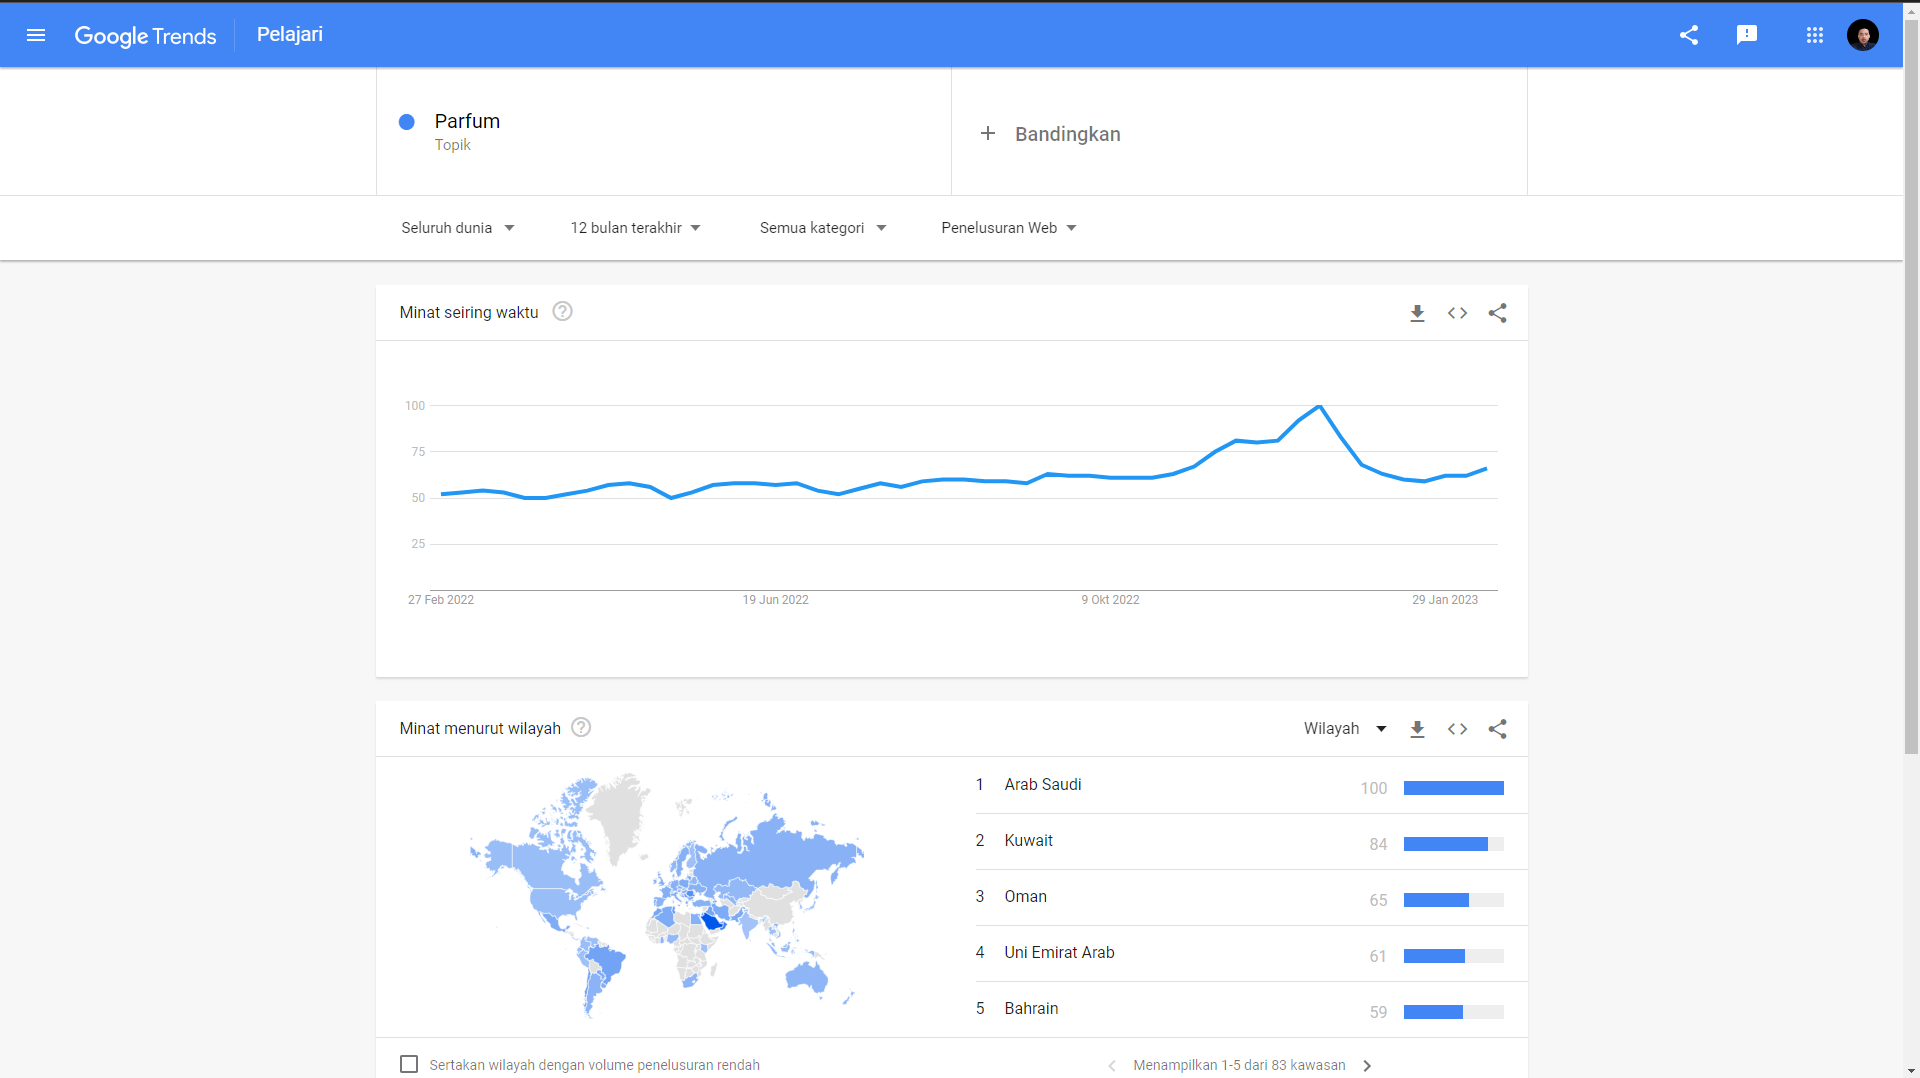 Google Trends
Pelajari
Parfum
Topik
Bandingkan
Seluruh dunia
12 bulan terakhir
Semua kategori
Penelusuran Web
Minat seiring waktu
100
75
50
25
27 Feb 2022
19 Jun 2022
9 Okt 2022
29 Jan 2023
Minat menurut wilayah
Wilayah
1 Arab Saudi 100
2 Kuwait 84
3 Oman 65
4 Uni Emirat Arab 61
5 Bahrain 59
Sertakan wilayah dengan volume penelusuran rendah
Menampilkan 1-5 dari 83 kawasan